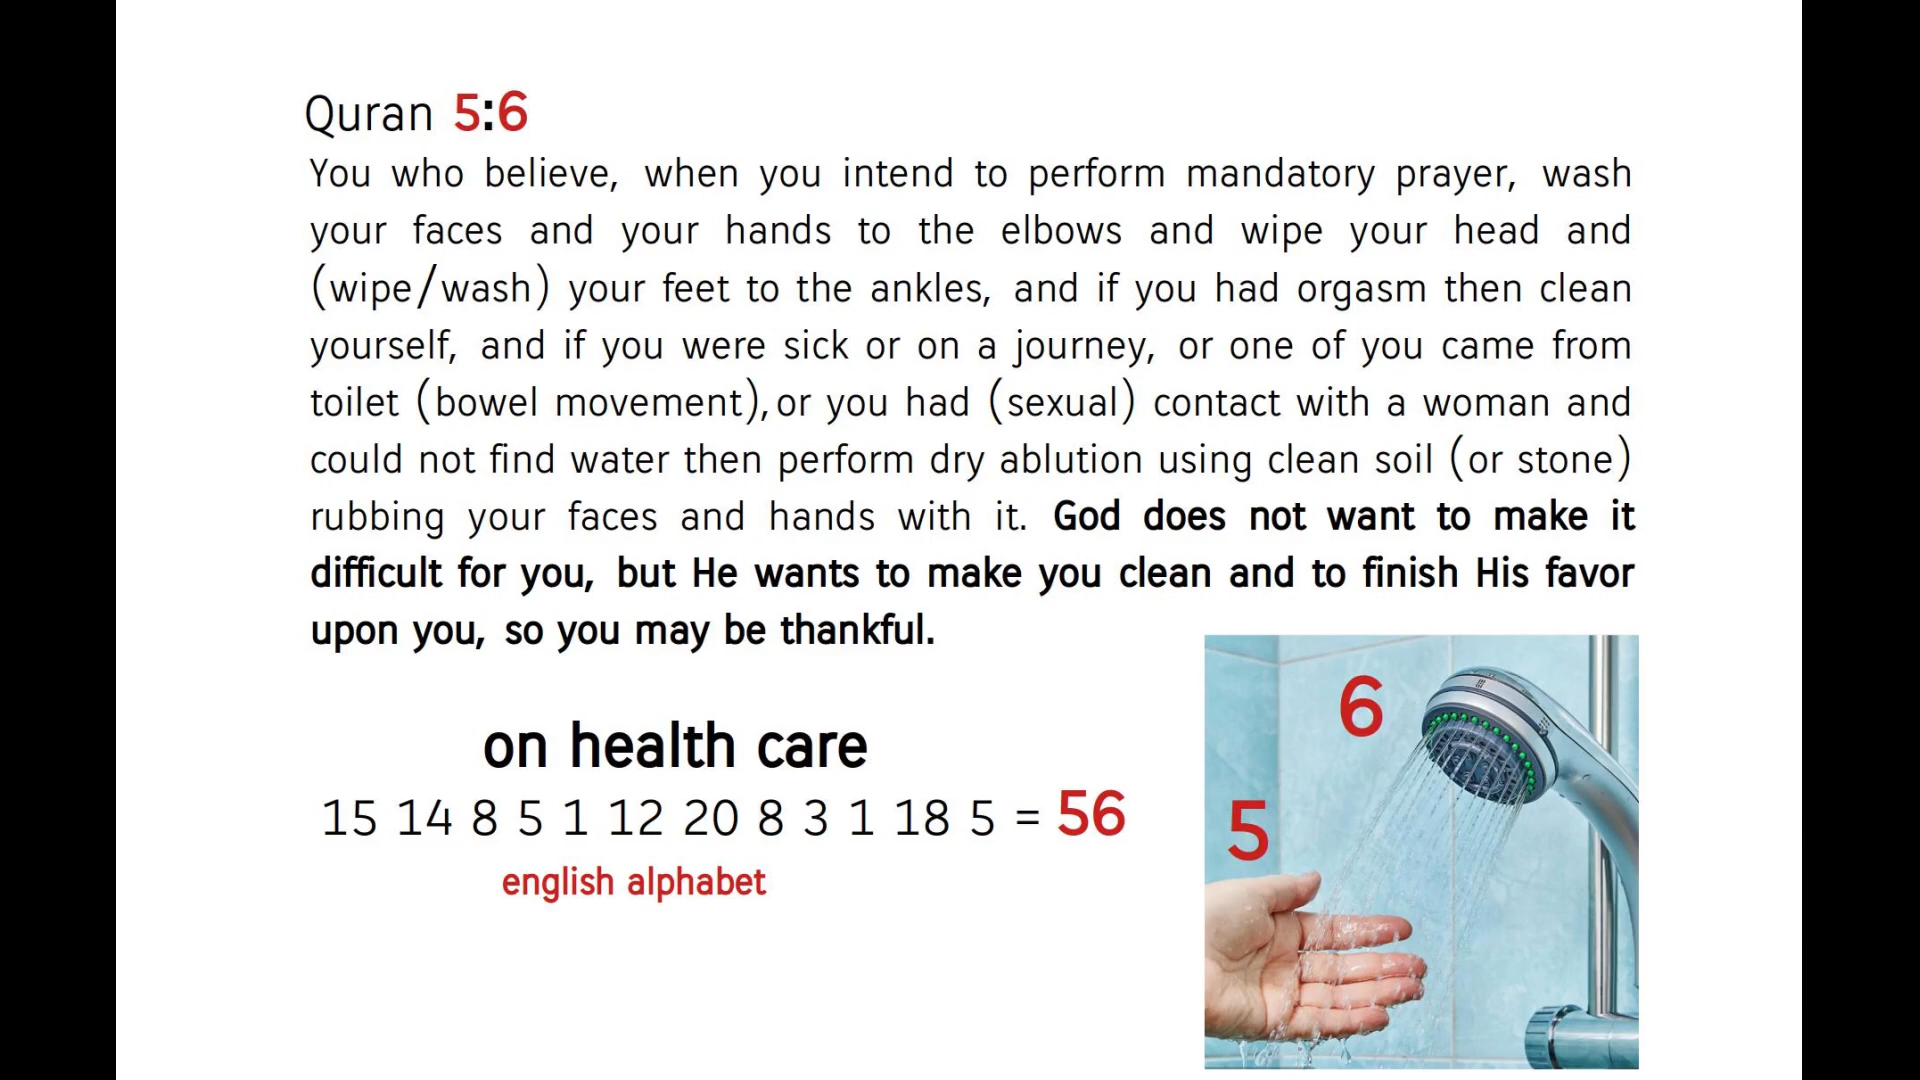 Quran 5:6
You who believe, when you intend to perform mandatory prayer, wash
your faces and your hands to the elbows and wipe your head and
(wipe/wash) your feet to the ankles, and if you had orgasm then clean
yourself, and if you were sick or on a journey, or one of you came from
toilet (bowel movement), or you had (sexual) contact with a woman and
could not find water then perform dry ablution using clean soil (or stone)
rubbing your faces and hands with it. God does not want to make it
difficult for you, but He wants to make you clean and to finish His favor
upon you, so you may be thankful.
on health care
15 14 8 5 1 12 20 8 3 1 18 5 = 56
english alphabet
6
5